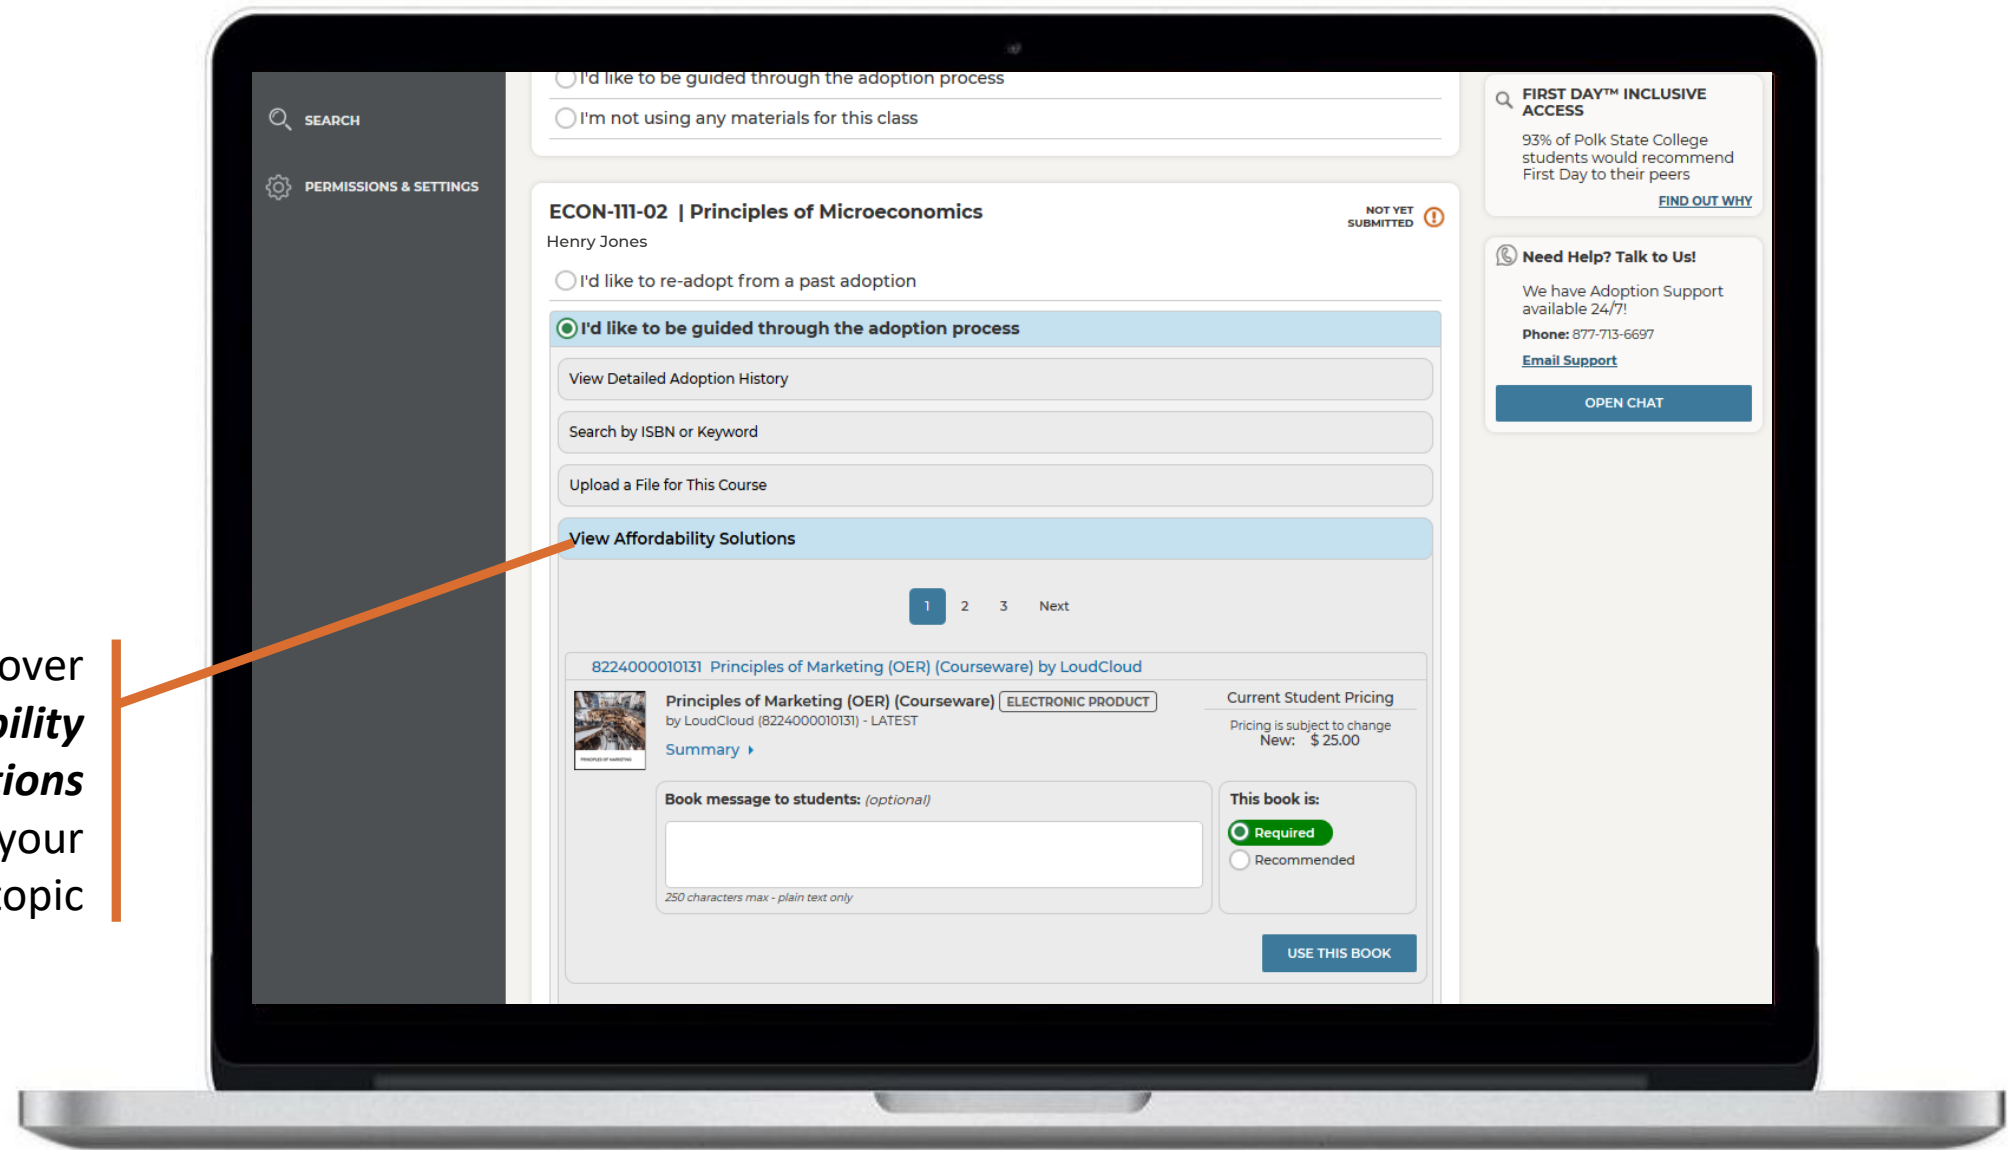 I'd like to be guided through the adoption process
I'm not using any materials for this class
SEARCH
PERMISSIONS & SETTINGS
ECON-111-02 | Principles of Microeconomics
Henry Jones
NOT YET
SUBMITTED
I'd like to re-adopt from a past adoption
I'd like to be guided through the adoption process
View Detailed Adoption History
Search by ISBN or Keyword
Upload a File for This Course
View Affordability Solutions
1 2 3 Next
8224000010131 Principles of Marketing (OER) (Courseware) by LoudCloud
Principles of Marketing (OER) (Courseware) ELECTRONIC PRODUCT
by LoudCloud (8224000010131) - LATEST
Summary
PRINCIPLES OF MARKETING
Current Student Pricing
Pricing is subject to change
New: $ 25.00
Book message to students: (optional)
250 characters max - plain text only
This book is:
Required
Recommended
USE THIS BOOK
FIRST DAY™ INCLUSIVE
ACCESS
93% of Polk State College
students would recommend
First Day to their peers
FIND OUT WHY
Need Help? Talk to Us!
We have Adoption Support
available 24/7!
Phone: 877-713-6697
Email Support
OPEN CHAT
over
bility
tions
your
topic